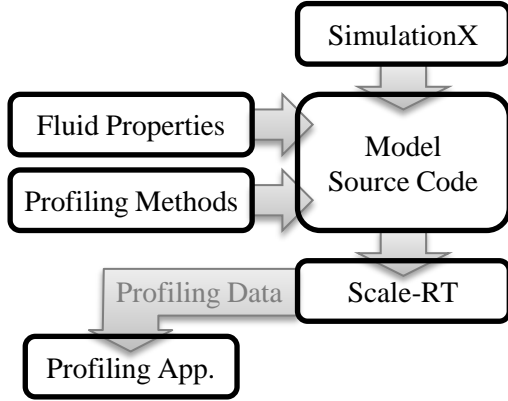 SimulationX
Fluid Properties
Model
Source Code
Profiling Methods
Profiling Data
Scale-RT
Profiling App.